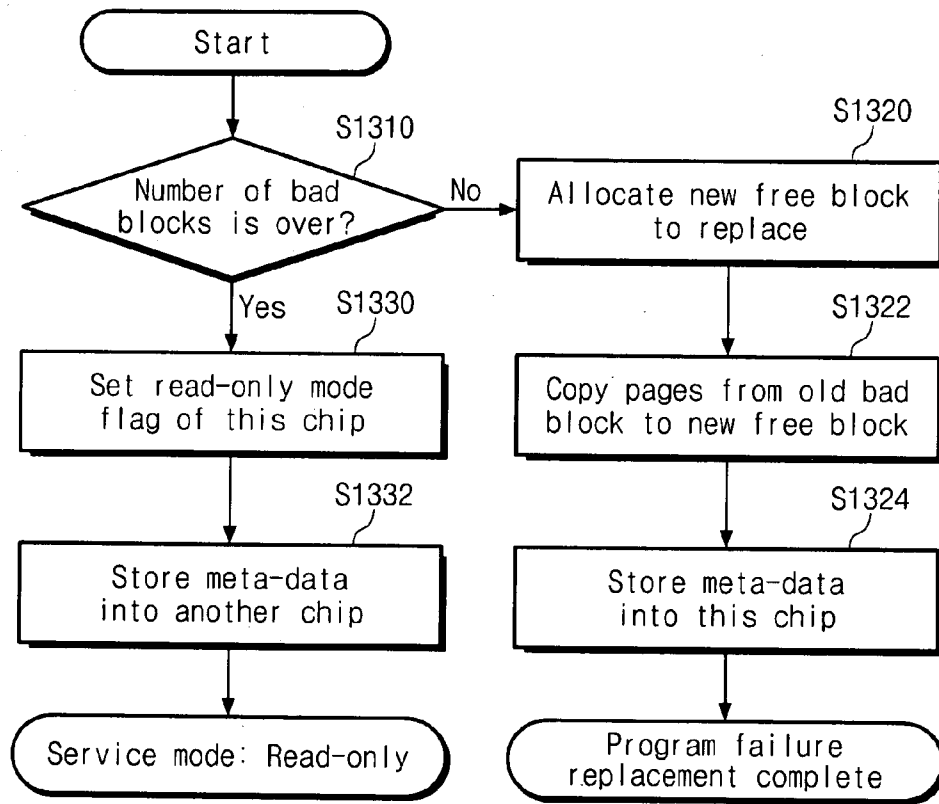 Start
S1310
Number of bad
blocks is over?
No
Yes
S1320
Allocate new free block
to replace
S1322
Copy pages from old bad
block to new free block
S1324
Store meta-data
into this chip
Program failure
replacement complete
S1330
Set read-only mode
flag of this chip
S1332
Store meta-data
into another chip
Service mode: Read-only